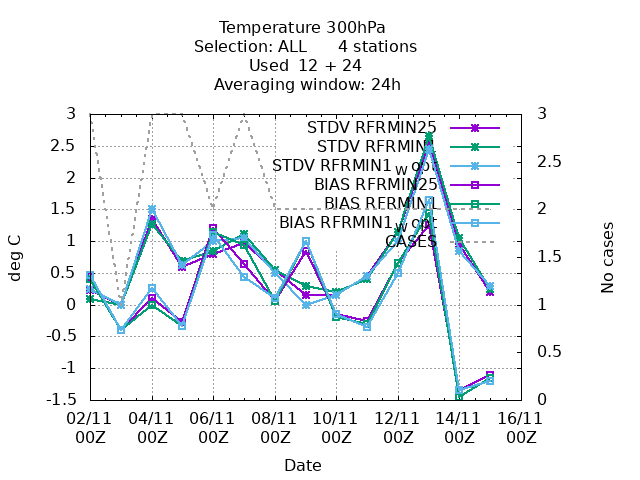 Temperature 300hPa
Selection: ALL 4 stations
Used 12 + 24
Averaging window: 24h
deg C
No cases
3
2.5
2
1.5
1
0.5
0
-0.5
-1
-1.5
3
2.5
2
1.5
1
0.5
0
STDV RFRMIN25
STDV RFRMIN1
STDV RFRMIN1_W opt
BIAS RFRMIN25
BIAS RFRMIN1
BIAS RFRMIN1_W opt
CASES
02/11 04/11 06/11 08/11 10/11 12/11 14/11 16/11
00Z 00Z 00Z 00Z 00Z 00Z 00Z 00Z
Date